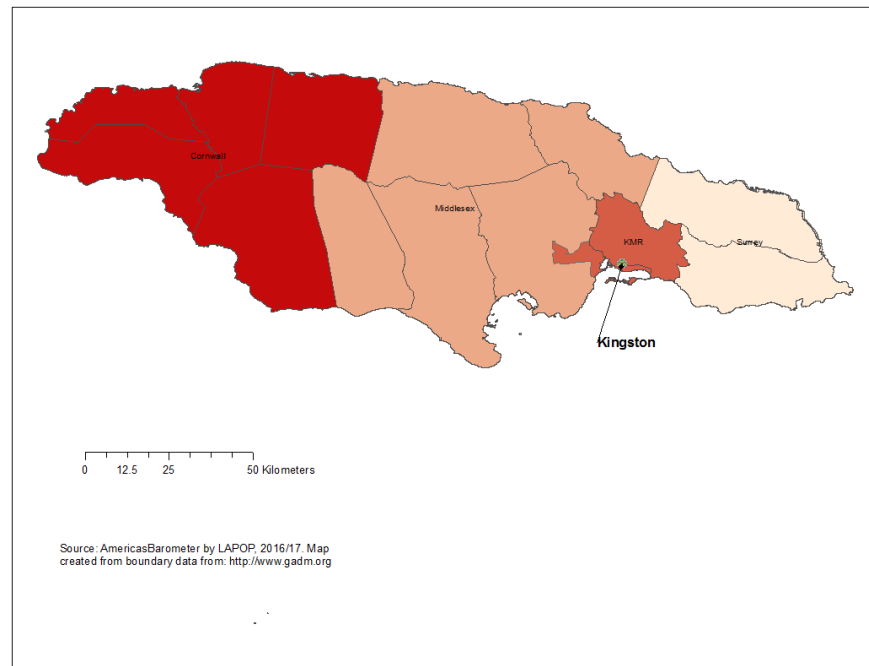 Cornwall
Middlesex
KMR
Surrey
Kingston
0 12.5 25 50 Kilometers
Source: AmericasBarometer by LAPOP, 2016/17. Map
created from boundary data from: http://www.gadm.org